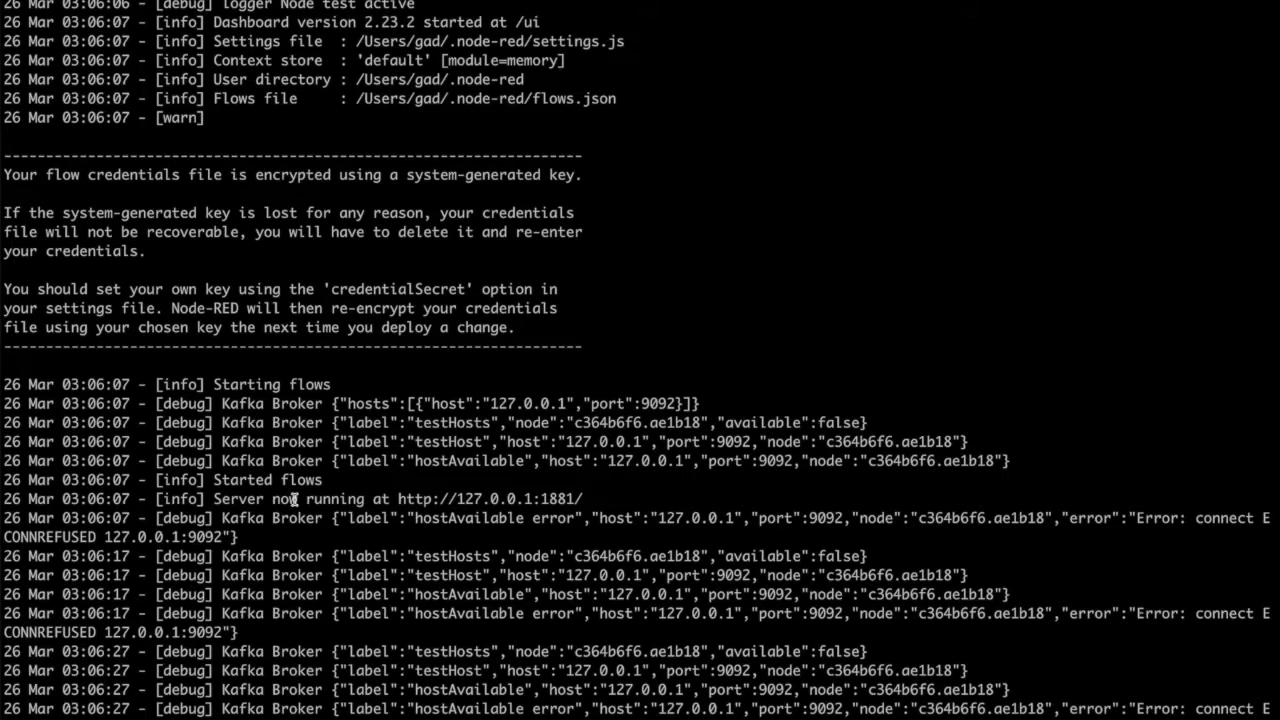 26 Mar 03:06:06 - [debug] logger Node test active
26 Mar 03:06:07 - [info] Dashboard version 2.23.2 started at /ui
26 Mar 03:06:07 - [info] Settings file  : /Users/gad/.node-red/settings.js
26 Mar 03:06:07 - [info] Context store  : 'default' [module=memory]
26 Mar 03:06:07 - [info] User directory : /Users/gad/.node-red
26 Mar 03:06:07 - [info] Flows file     : /Users/gad/.node-red/flows.json
26 Mar 03:06:07 - [warn]
---------------------------------------------------------------------
Your flow credentials file is encrypted using a system-generated key.
If the system-generated key is lost for any reason, your credentials
file will not be recoverable, you will have to delete it and re-enter
your credentials.
You should set your own key using the 'credentialSecret' option in
your settings file. Node-RED will then re-encrypt your credentials
file using your chosen key the next time you deploy a change.
---------------------------------------------------------------------
26 Mar 03:06:07 - [info] Starting flows
26 Mar 03:06:07 - [debug] Kafka Broker {"hosts":[{"host":"127.0.0.1","port":9092}]}
26 Mar 03:06:07 - [debug] Kafka Broker {"label":"testHosts","node":"c364b6f6.ae1b18","available":false}
26 Mar 03:06:07 - [debug] Kafka Broker {"label":"testHost","host":"127.0.0.1","port":9092,"node":"c364b6f6.ae1b18"}
26 Mar 03:06:07 - [debug] Kafka Broker {"label":"hostAvailable","host":"127.0.0.1","port":9092,"node":"c364b6f6.ae1b18"}
26 Mar 03:06:07 - [info] Started flows
26 Mar 03:06:07 - [info] Server now running at http://127.0.0.1:1881/
26 Mar 03:06:07 - [debug] Kafka Broker {"label":"hostAvailable error","host":"127.0.0.1","port":9092,"node":"c364b6f6.ae1b18","error":"Error: connect E
CONNREFUSED 127.0.0.1:9092"}
26 Mar 03:06:17 - [debug] Kafka Broker {"label":"testHosts","node":"c364b6f6.ae1b18","available":false}
26 Mar 03:06:17 - [debug] Kafka Broker {"label":"testHost","host":"127.0.0.1","port":9092,"node":"c364b6f6.ae1b18"}
26 Mar 03:06:17 - [debug] Kafka Broker {"label":"hostAvailable","host":"127.0.0.1","port":9092,"node":"c364b6f6.ae1b18"}
26 Mar 03:06:17 - [debug] Kafka Broker {"label":"hostAvailable error","host":"127.0.0.1","port":9092,"node":"c364b6f6.ae1b18","error":"Error: connect E
CONNREFUSED 127.0.0.1:9092"}
26 Mar 03:06:27 - [debug] Kafka Broker {"label":"testHosts","node":"c364b6f6.ae1b18","available":false}
26 Mar 03:06:27 - [debug] Kafka Broker {"label":"testHost","host":"127.0.0.1","port":9092,"node":"c364b6f6.ae1b18"}
26 Mar 03:06:27 - [debug] Kafka Broker {"label":"hostAvailable","host":"127.0.0.1","port":9092,"node":"c364b6f6.ae1b18"}
26 Mar 03:06:27 - [debug] Kafka Broker {"label":"hostAvailable error","host":"127.0.0.1","port":9092,"node":"c364b6f6.ae1b18","error":"Error: connect E